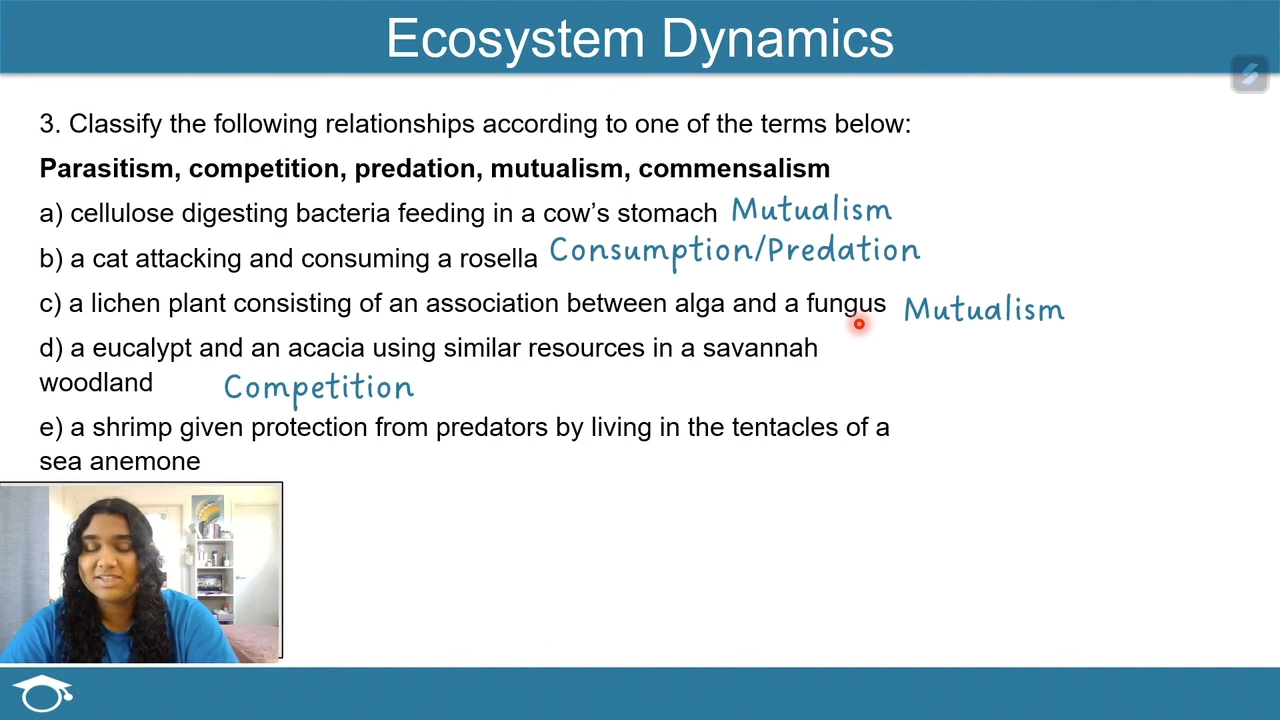 Ecosystem Dynamics
3. Classify the following relationships according to one of the terms below:
Parasitism, competition, predation, mutualism, commensalism
a) cellulose digesting bacteria feeding in a cow’s stomach Mutualism
b) a cat attacking and consuming a rosella Consumption/Predation
c) a lichen plant consisting of an association between alga and a fungus Mutualism
d) a eucalypt and an acacia using similar resources in a savannah
woodland Competition
e) a shrimp given protection from predators by living in the tentacles of a
sea anemone